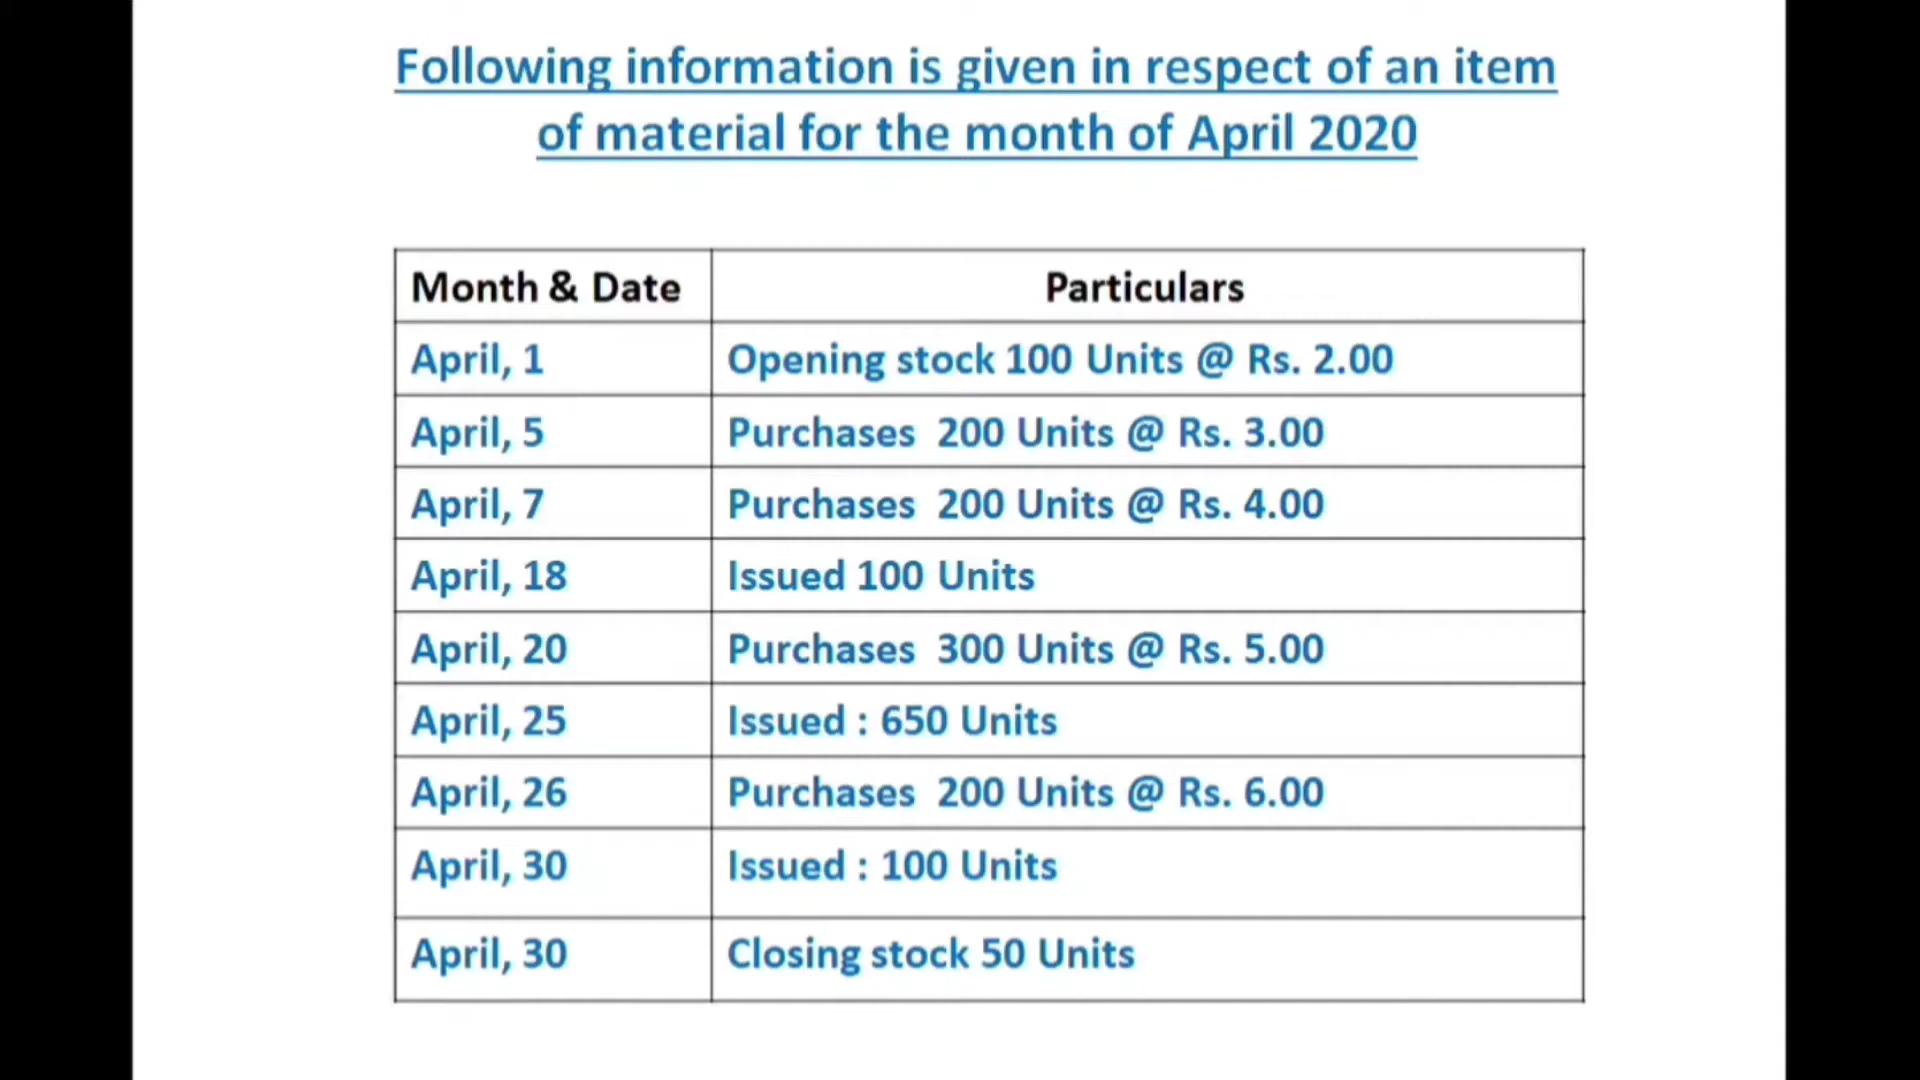 Following information is given in respect of an item
of material for the month of April 2020
Month & Date Particulars
April, 1 Opening stock 100 Units @ Rs. 2.00
April, 5 Purchases 200 Units @ Rs. 3.00
April, 7 Purchases 200 Units @ Rs. 4.00
April, 18 Issued 100 Units
April, 20 Purchases 300 Units @ Rs. 5.00
April, 25 Issued : 650 Units
April, 26 Purchases 200 Units @ Rs. 6.00
April, 30 Issued : 100 Units
April, 30 Closing stock 50 Units